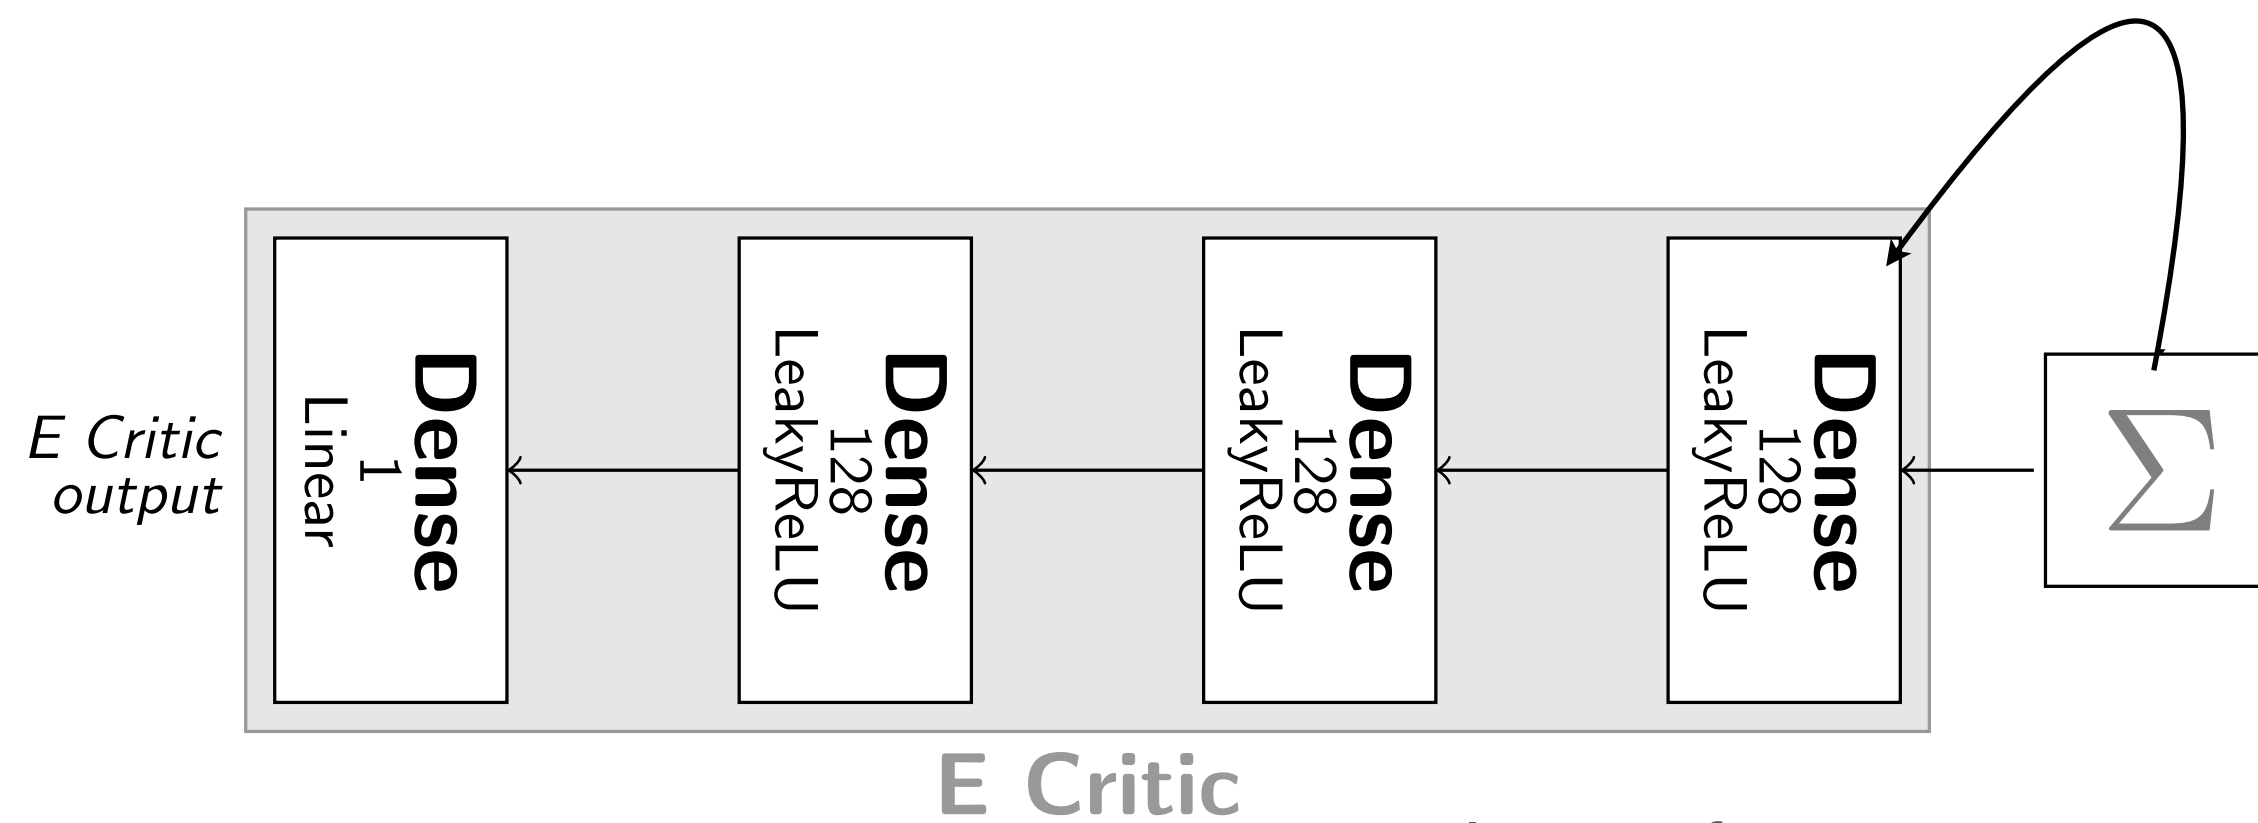 E Critic
output
Dense
1
Linear
Dense
128
LeakyReLU
Dense
128
LeakyReLU
Dense
128
LeakyReLU
Σ
E Critic